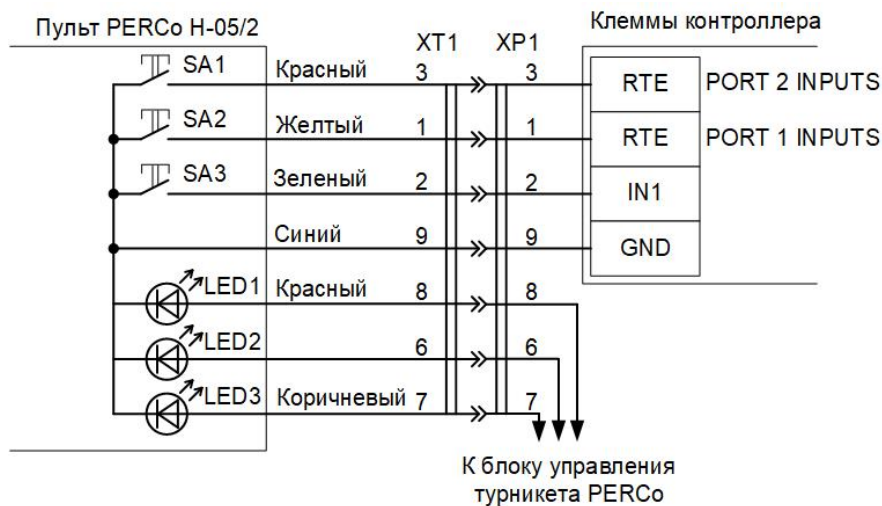 Пульт PERCo H-05/2
XT1 XP1
Клеммы контроллера
SA1 Красный 3 3 RTE PORT 2 INPUTS
SA2 Желтый 1 1 RTE PORT 1 INPUTS
SA3 Зеленый 2 2 IN1
Синий 9 9 GND
LED1 Красный 8 8
LED2 6 6
LED3 Коричневый 7 7
К блоку управления
турникета PERCo